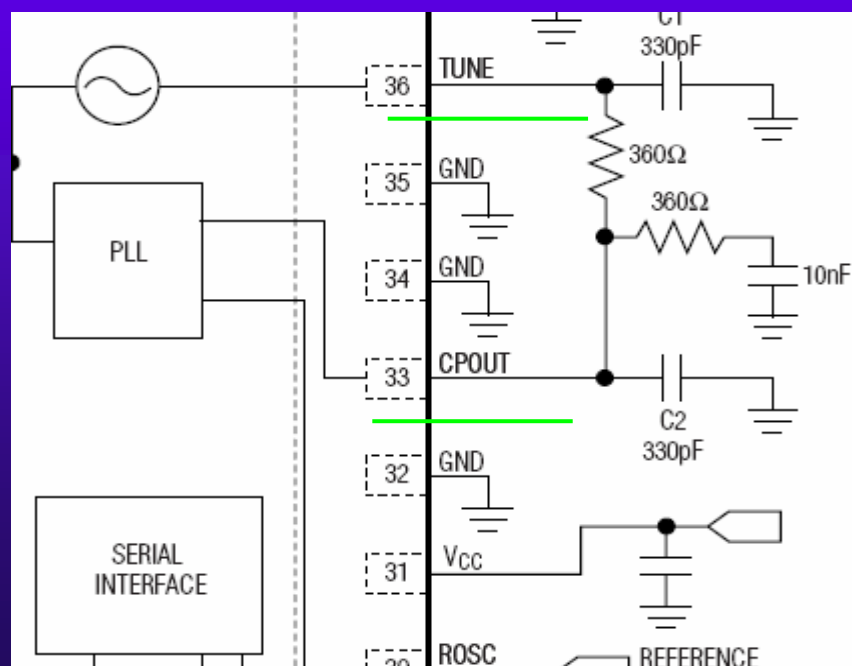 C1
330pF
36
TUNE
360Ω
35
GND
360Ω
PLL
34
GND
10nF
33
CPOUT
C2
330pF
32
GND
SERIAL
INTERFACE
31
VCC
ROSC
REFERENCE